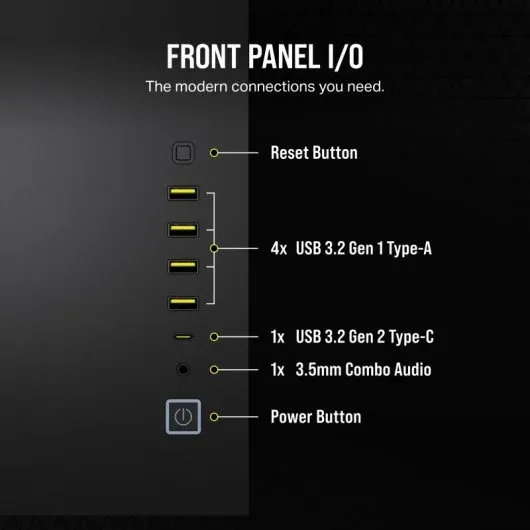 FRONT PANEL I/O
The modern connections you need.
Reset Button
4x USB 3.2 Gen 1 Type-A
1x USB 3.2 Gen 2 Type-C
1x 3.5mm Combo Audio
Power Button